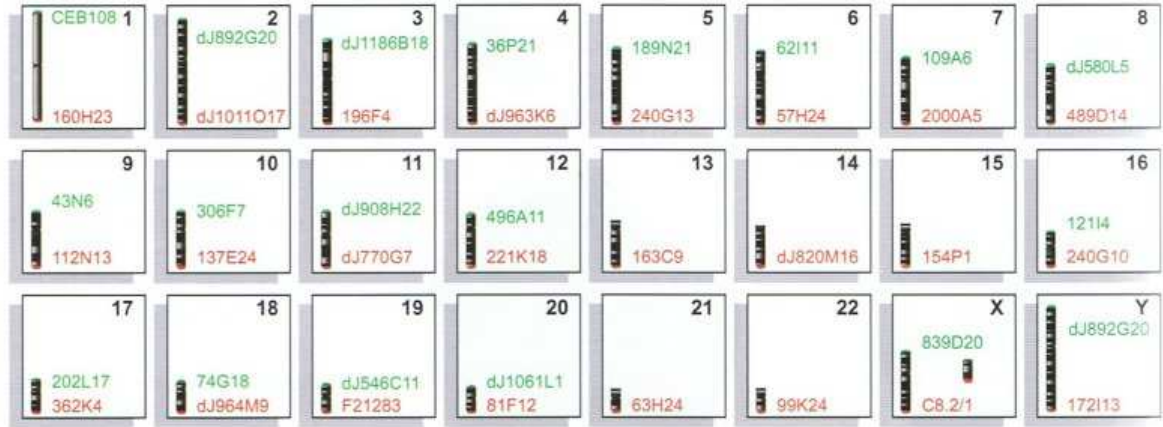 CEB108 1
160H23
2
dJ892G20
dJ1011O17
3
dJ1186B18
196F4
4
36P21
dJ963K6
5
189N21
240G13
6
62I11
57H24
7
109A6
2000A5
8
dJ580L5
489D14
9
43N6
112N13
10
306F7
137E24
11
dJ908H22
dJ770G7
12
496A11
221K18
13
163C9
14
dJ820M16
15
154P1
16
121I4
240G10
17
202L17
362K4
18
74G18
dJ964M9
19
dJ546C11
F21283
20
dJ1061L1
81F12
21
63H24
22
99K24
X
839D20
C8.2/1
Y
dJ892G20
172I13